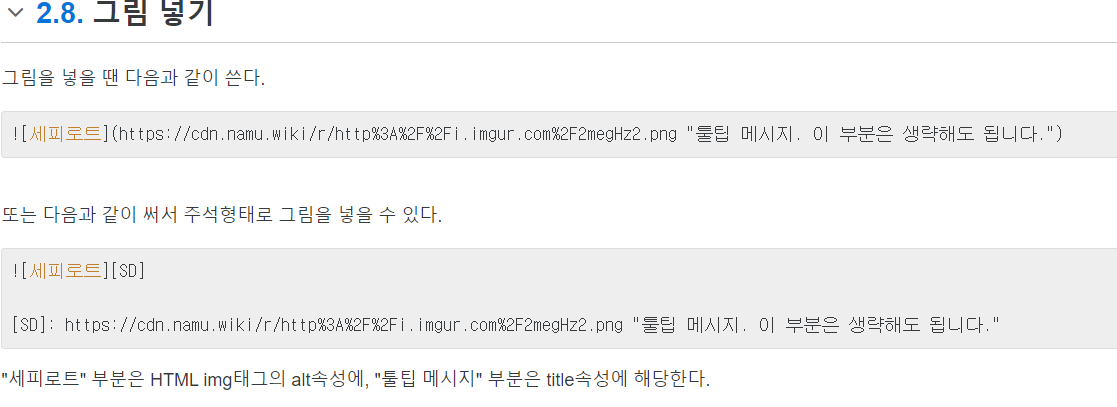 2.8. 그림 넣기
그림을 넣을 땐 다음과 같이 쓴다.
![세피로트](https://cdn.namu.wiki/r/http%3A%2F%2Fi.imgur.com%2F2megHz2.png "툴팁 메시지. 이 부분은 생략해도 됩니다.")
또는 다음과 같이 써서 주석형태로 그림을 넣을 수 있다.
![세피로트][SD]
[SD]: https://cdn.namu.wiki/r/http%3A%2F%2Fi.imgur.com%2F2megHz2.png "툴팁 메시지. 이 부분은 생략해도 됩니다."
"세피로트" 부분은 HTML img태그의 alt속성에, "툴팁 메시지" 부분은 title속성에 해당한다.